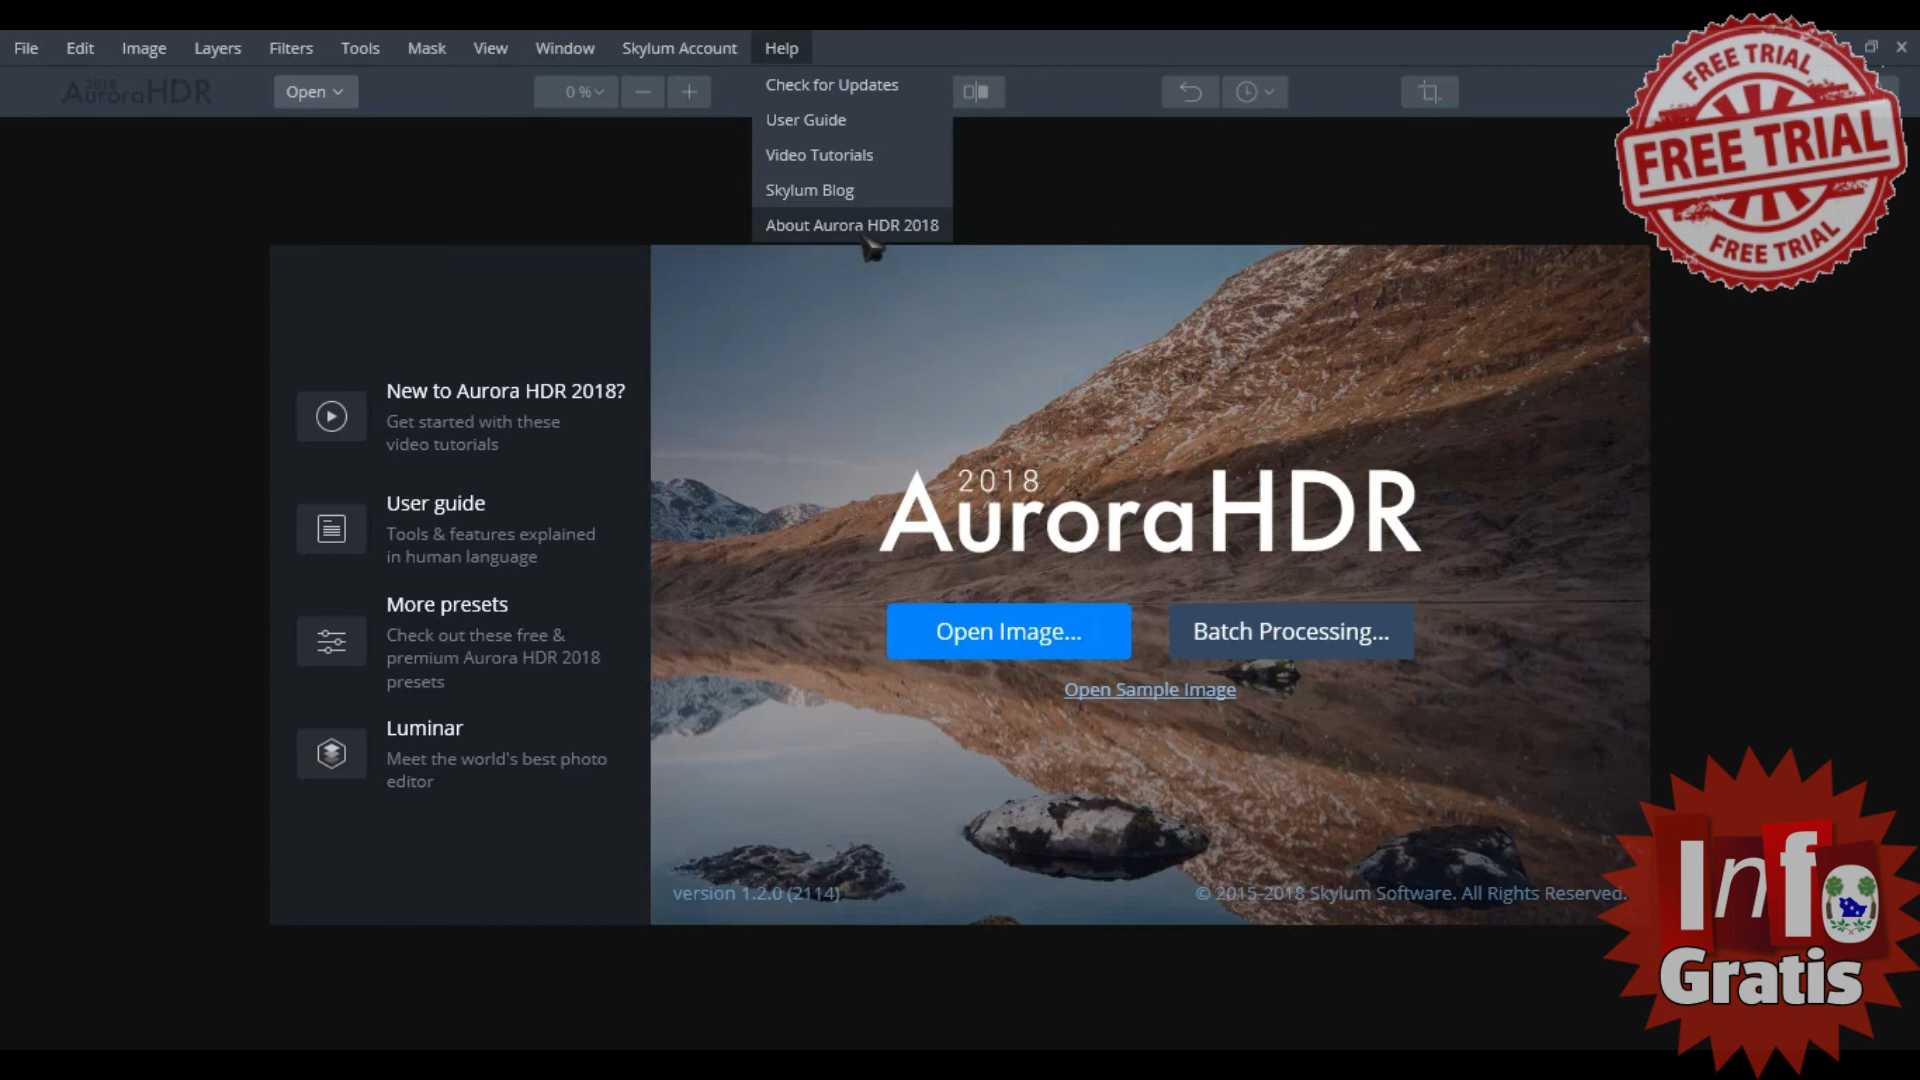 File Edit Image Layers Filters Tools Mask View Window Skylum Account Help
2018
AuroraHDR
Open
0 %
Check for Updates
User Guide
Video Tutorials
Skylum Blog
About Aurora HDR 2018
FREE TRIAL
FREE TRIAL
FREE TRIAL
New to Aurora HDR 2018?
Get started with these
video tutorials
User guide
Tools & features explained
in human language
More presets
Check out these free &
premium Aurora HDR 2018
presets
Luminar
Meet the world's best photo
editor
2018
AuroraHDR
Open Image...
Batch Processing...
Open Sample Image
version 1.2.0 (2114)
© 2015-2018 Skylum Software. All Rights Reserved.
Info
Gratis